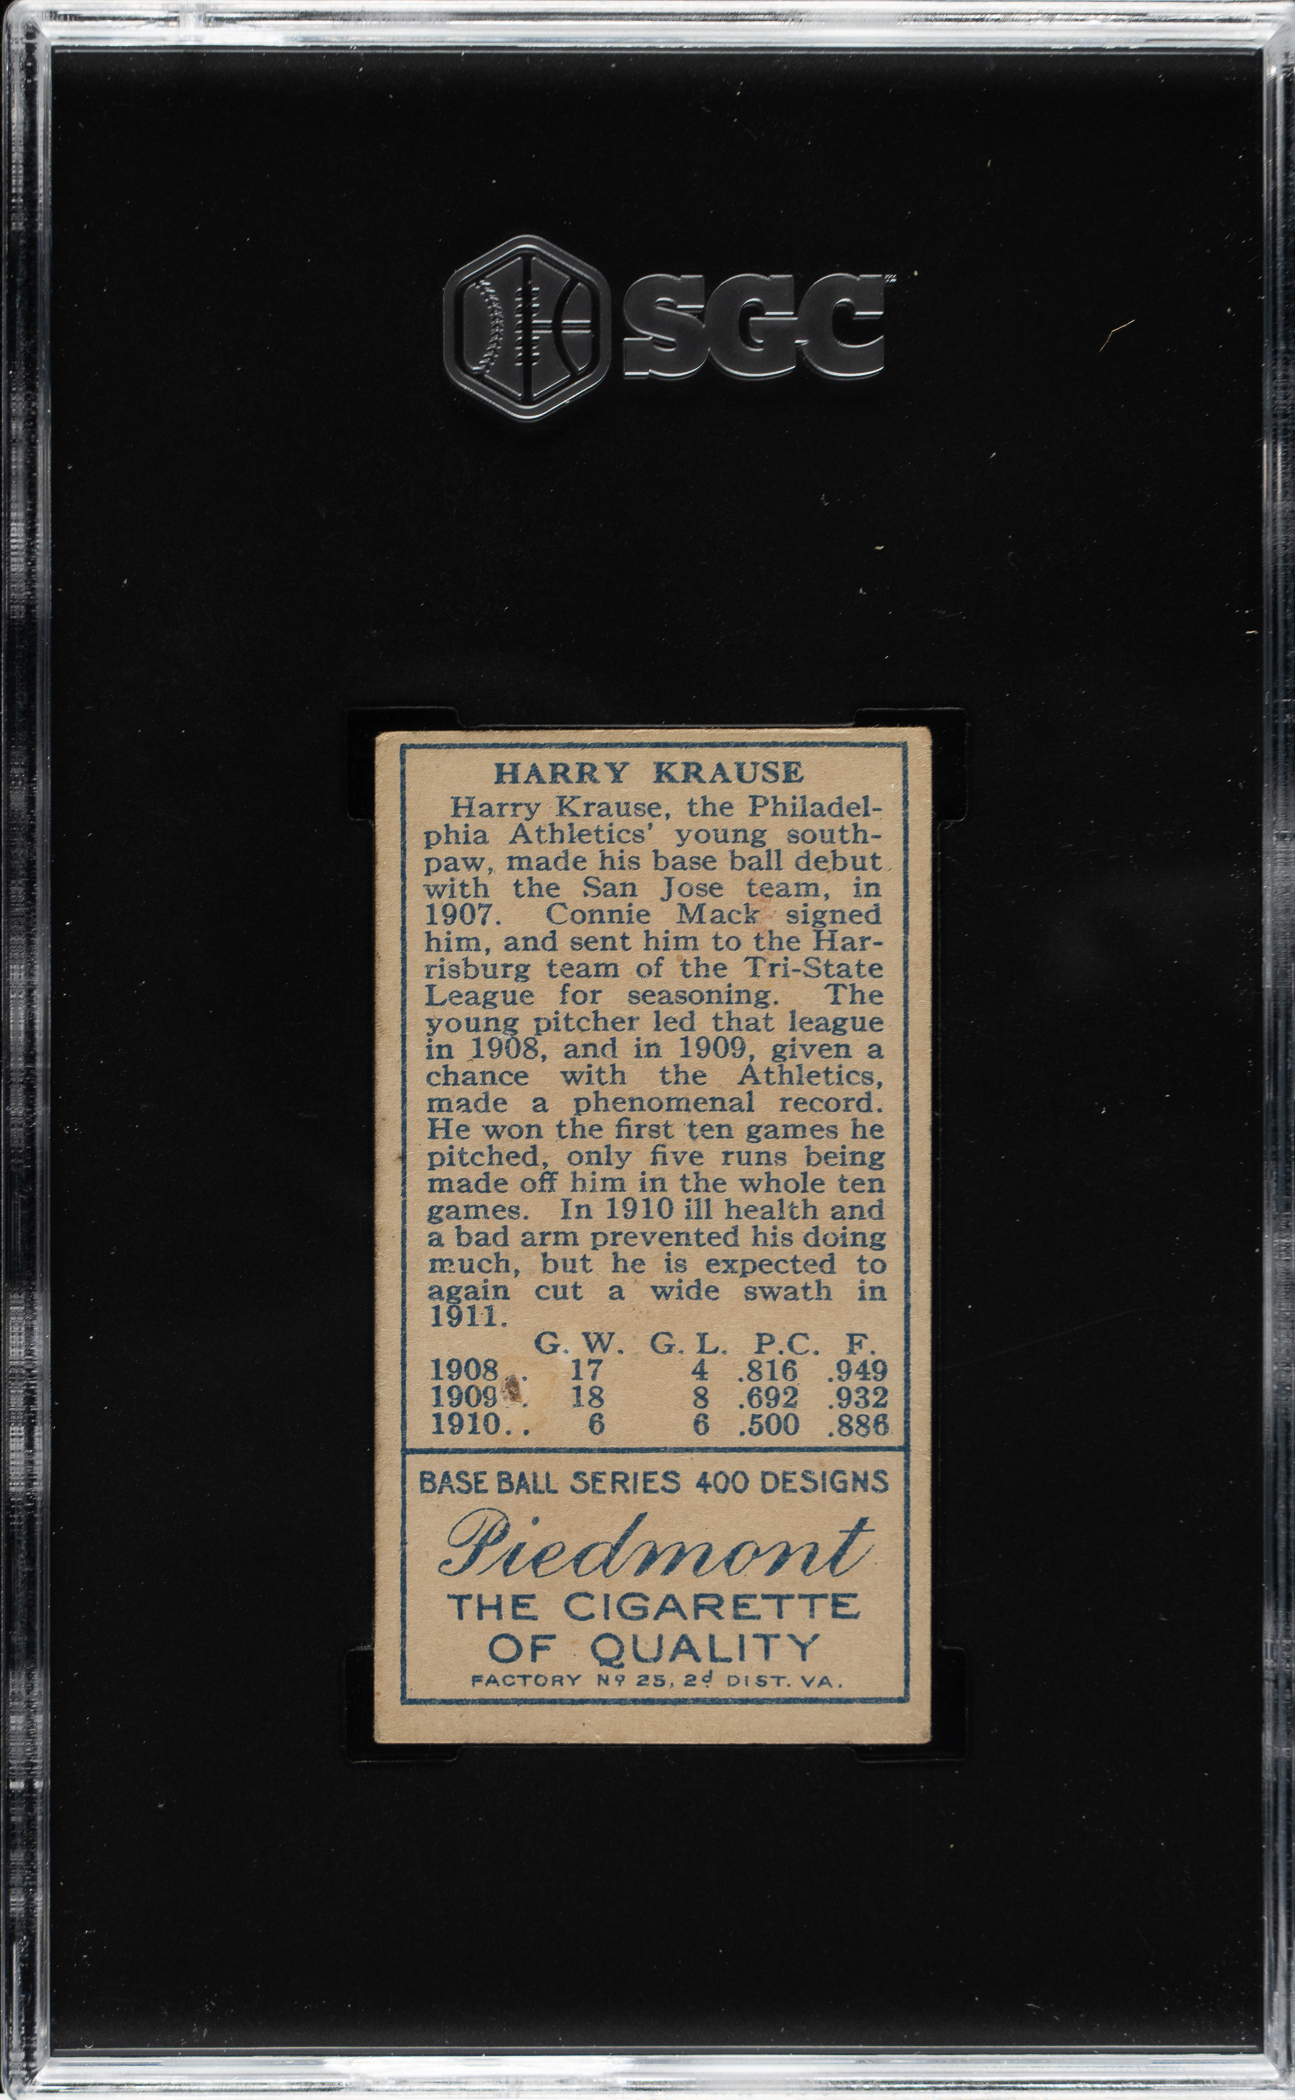 SGC
HARRY KRAUSE
Harry Krause, the Philadel-
phia Athletics' young south-
paw, made his base ball debut
with the San Jose team, in
1907. Connie Mack signed
him, and sent him to the Har-
risburg team of the Tri-State
League for seasoning. The
young pitcher led that league
in 1908, and in 1909, given a
chance with the Athletics,
made a phenomenal record.
He won the first ten games he
pitched, only five runs being
made off him in the whole ten
games. In 1910 ill health and
a bad arm prevented his doing
much, but he is expected to
again cut a wide swath in
1911.
G. W. G. L. P.C. F.
1908.. 17 4 .816 .949
1909.. 18 8 .692 .932
1910.. 6 6 .500 .886
BASE BALL SERIES 400 DESIGNS
Piedmont
THE CIGARETTE
OF QUALITY
FACTORY Nº 25, 2d DIST. VA.